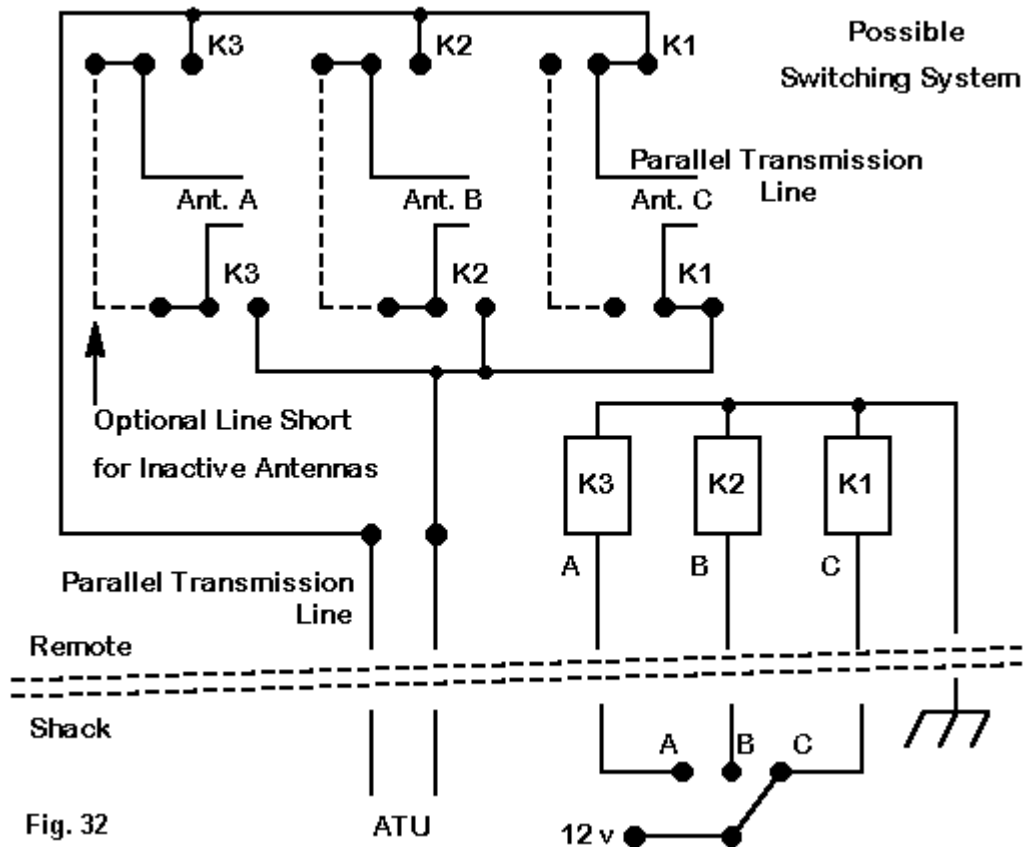 K3
K2
K1
Possible
Switching System
Parallel Transmission
Line
Ant. A
Ant. B
Ant. C
K3
K2
K1
Optional Line Short
for Inactive Antennas
K3
K2
K1
A
B
C
Parallel Transmission
Line
Remote
Shack
A
B
C
Fig. 32
ATU
12 v